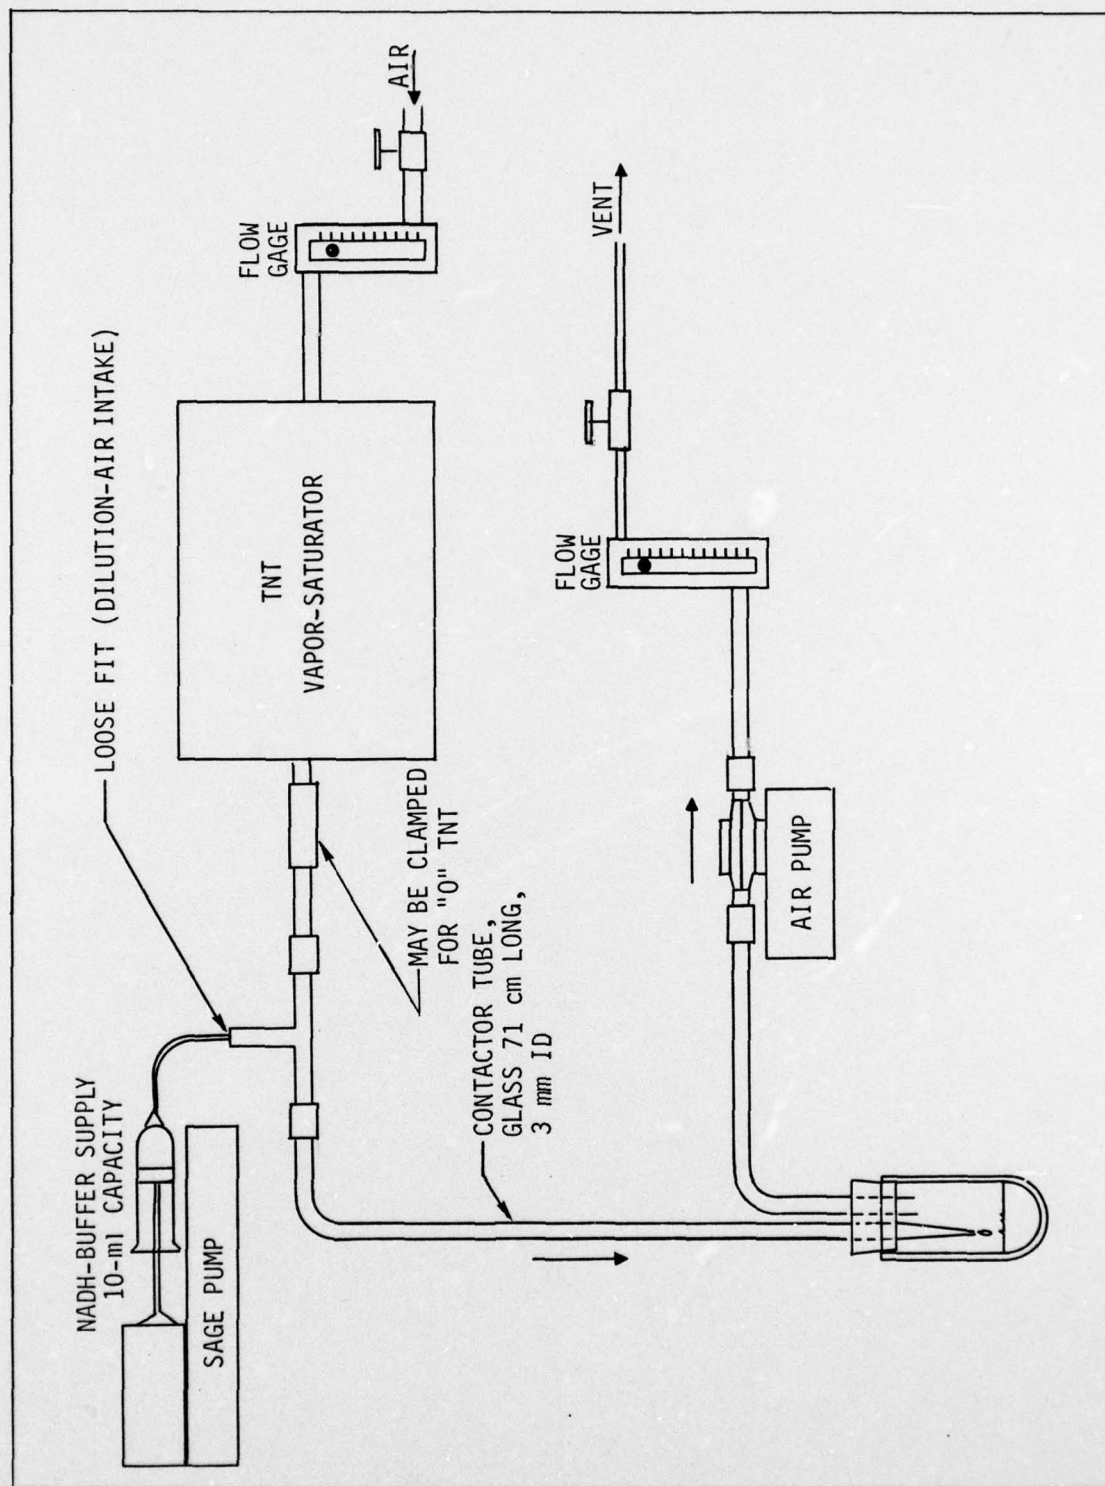 NADH-BUFFER SUPPLY
10-ml CAPACITY
SAGE PUMP
LOOSE FIT (DILUTION-AIR INTAKE)
TNT
VAPOR-SATURATOR
FLOW
GAGE
AIR
MAY BE CLAMPED
FOR "O" TNT
CONTACTOR TUBE,
GLASS 71 cm LONG,
3 mm ID
AIR PUMP
FLOW
GAGE
VENT